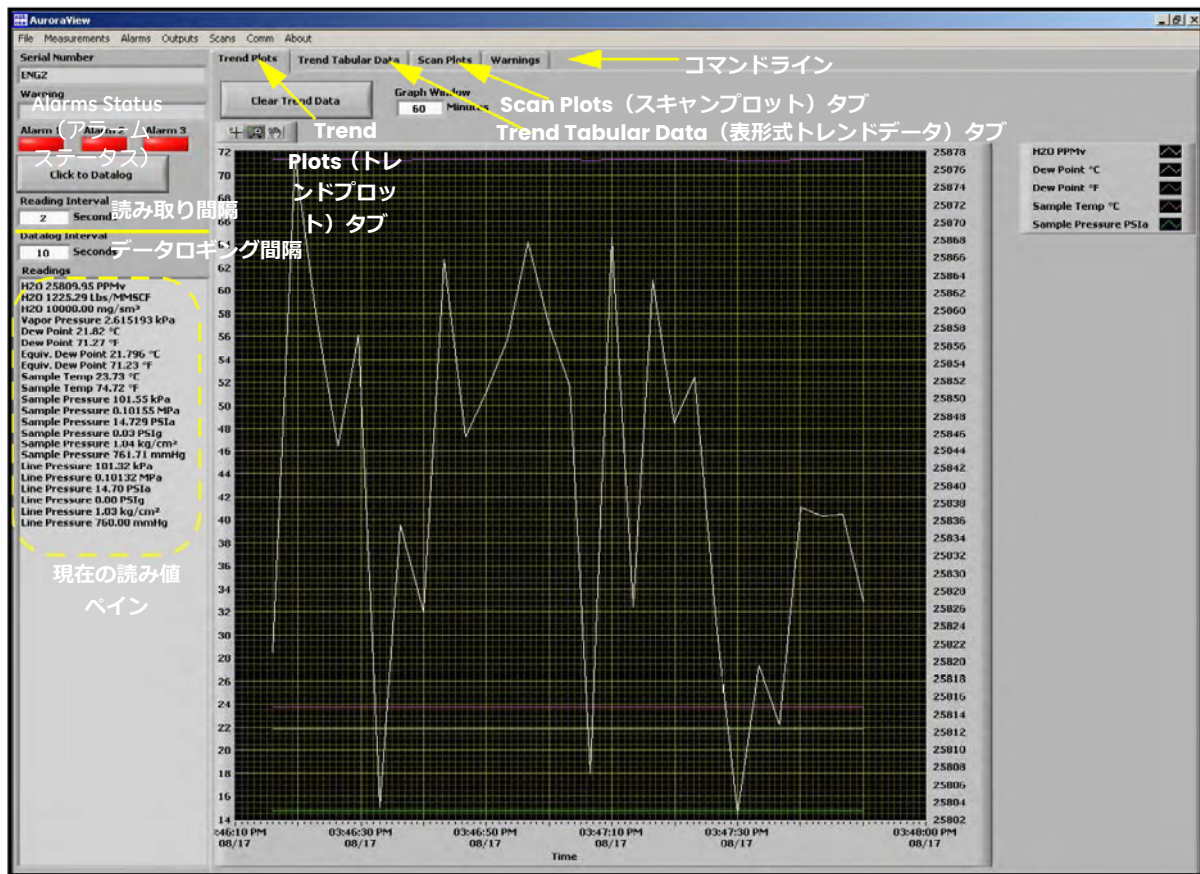 AuroraView
File Measurements Alarms Outputs Scans Comm About
Serial Number
ENG2
Warning
Alarms Status
(アラーム
ステータス)
Alarm 1 Alarm 2 Alarm 3
Click to Datalog
Reading Interval
2 Seconds
読み取り間隔
Datalog Interval
10 Seconds
データロギング間隔
Readings
H2O 25809.95 PPMv
H2O 1225.29 Lbs/MMSCF
H2O 10000.00 mg/sm³
Vapor Pressure 2.615193 kPa
Dew Point 21.82 °C
Dew Point 71.27 °F
Equiv. Dew Point 21.796 °C
Equiv. Dew Point 71.23 °F
Sample Temp 23.73 °C
Sample Temp 74.72 °F
Sample Pressure 101.55 kPa
Sample Pressure 0.10155 MPa
Sample Pressure 14.729 PSIa
Sample Pressure 0.03 PSIg
Sample Pressure 1.04 kg/cm²
Sample Pressure 761.71 mmHg
Line Pressure 101.32 kPa
Line Pressure 0.10132 MPa
Line Pressure 14.70 PSIa
Line Pressure 0.00 PSIg
Line Pressure 1.03 kg/cm²
Line Pressure 760.00 mmHg
現在の読み値
ペイン
Trend Plots Trend Tabular Data Scan Plots Warnings
コマンドライン
Clear Trend Data
Graph Window
60 Minutes
Scan Plots(スキャンプロット)タブ
Trend Tabular Data(表形式トレンドデータ)タブ
Trend
Plots(トレ
ンドプロッ
ト)タブ
72
70
62
60
58
56
54
52
50
48
46
44
42
40
38
36
34
32
30
28
26
24
22
20
18
16
14
25878
25876
25874
25872
25870
25868
25866
25864
25862
25860
25858
25856
25854
25852
25850
25848
25846
25844
25842
25840
25838
25836
25834
25832
25830
25828
25826
25824
25822
25820
25818
25816
25814
25812
25810
25808
25806
25804
25802
:46:10 PM 03:46:30 PM 03:46:50 PM 03:47:10 PM 03:47:30 PM 03:48:00 PM
08/17 08/17 08/17 08/17 08/17 08/17
Time
H2O PPMv
Dew Point °C
Dew Point °F
Sample Temp °C
Sample Pressure PSIa